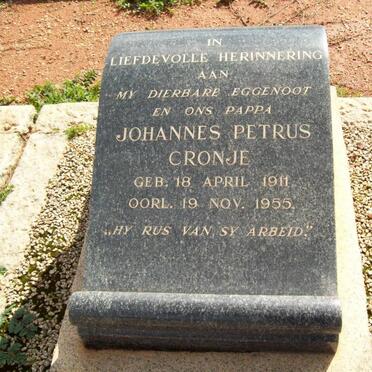 IN
LIEFDEVOLLE HERINNERING
AAN
MY DIERBARE EGGENOOT
EN ONS PAPPA
JOHANNES PETRUS
CRONJE
GEB. 18 APRIL 1911
OORL. 19 NOV. 1955.
„HY RUS VAN SY ARBEID."